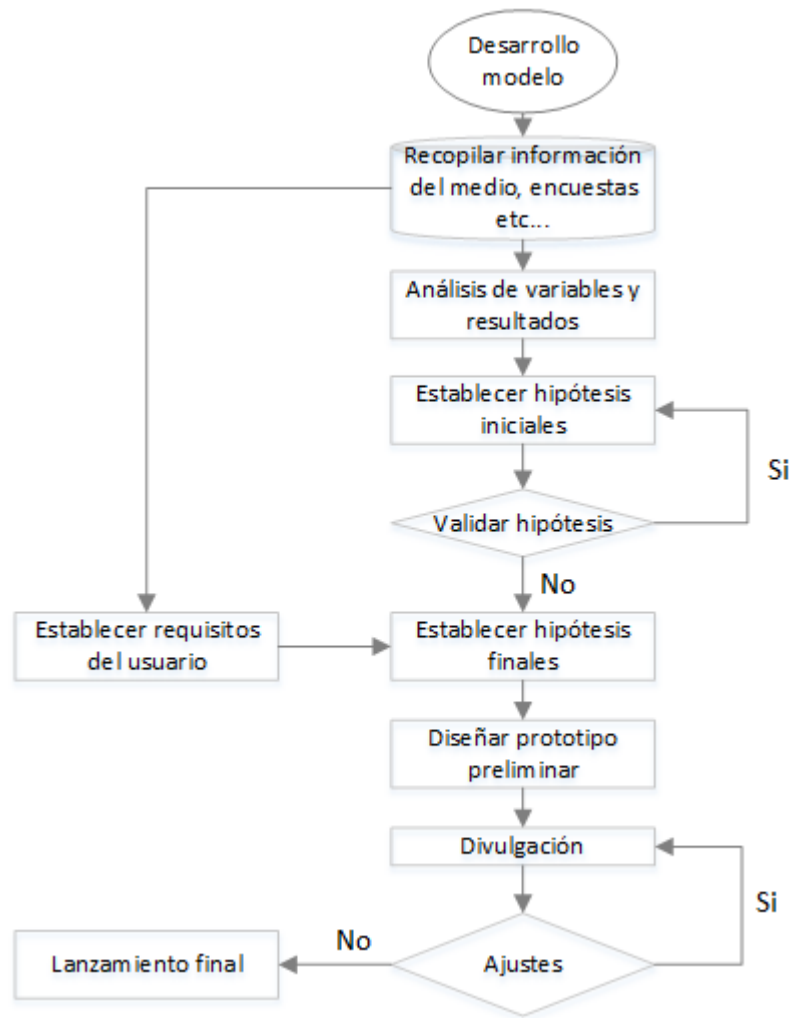 Desarrollo
modelo
Recopilar información
del medio, encuestas
etc...
Análisis de variables y
resultados
Establecer hipótesis
iniciales
Si
Validar hipótesis
No
Establecer requisitos
del usuario
Establecer hipótesis
finales
Diseñar prototipo
preliminar
Divulgación
Si
Ajustes
No
Lanzamiento final